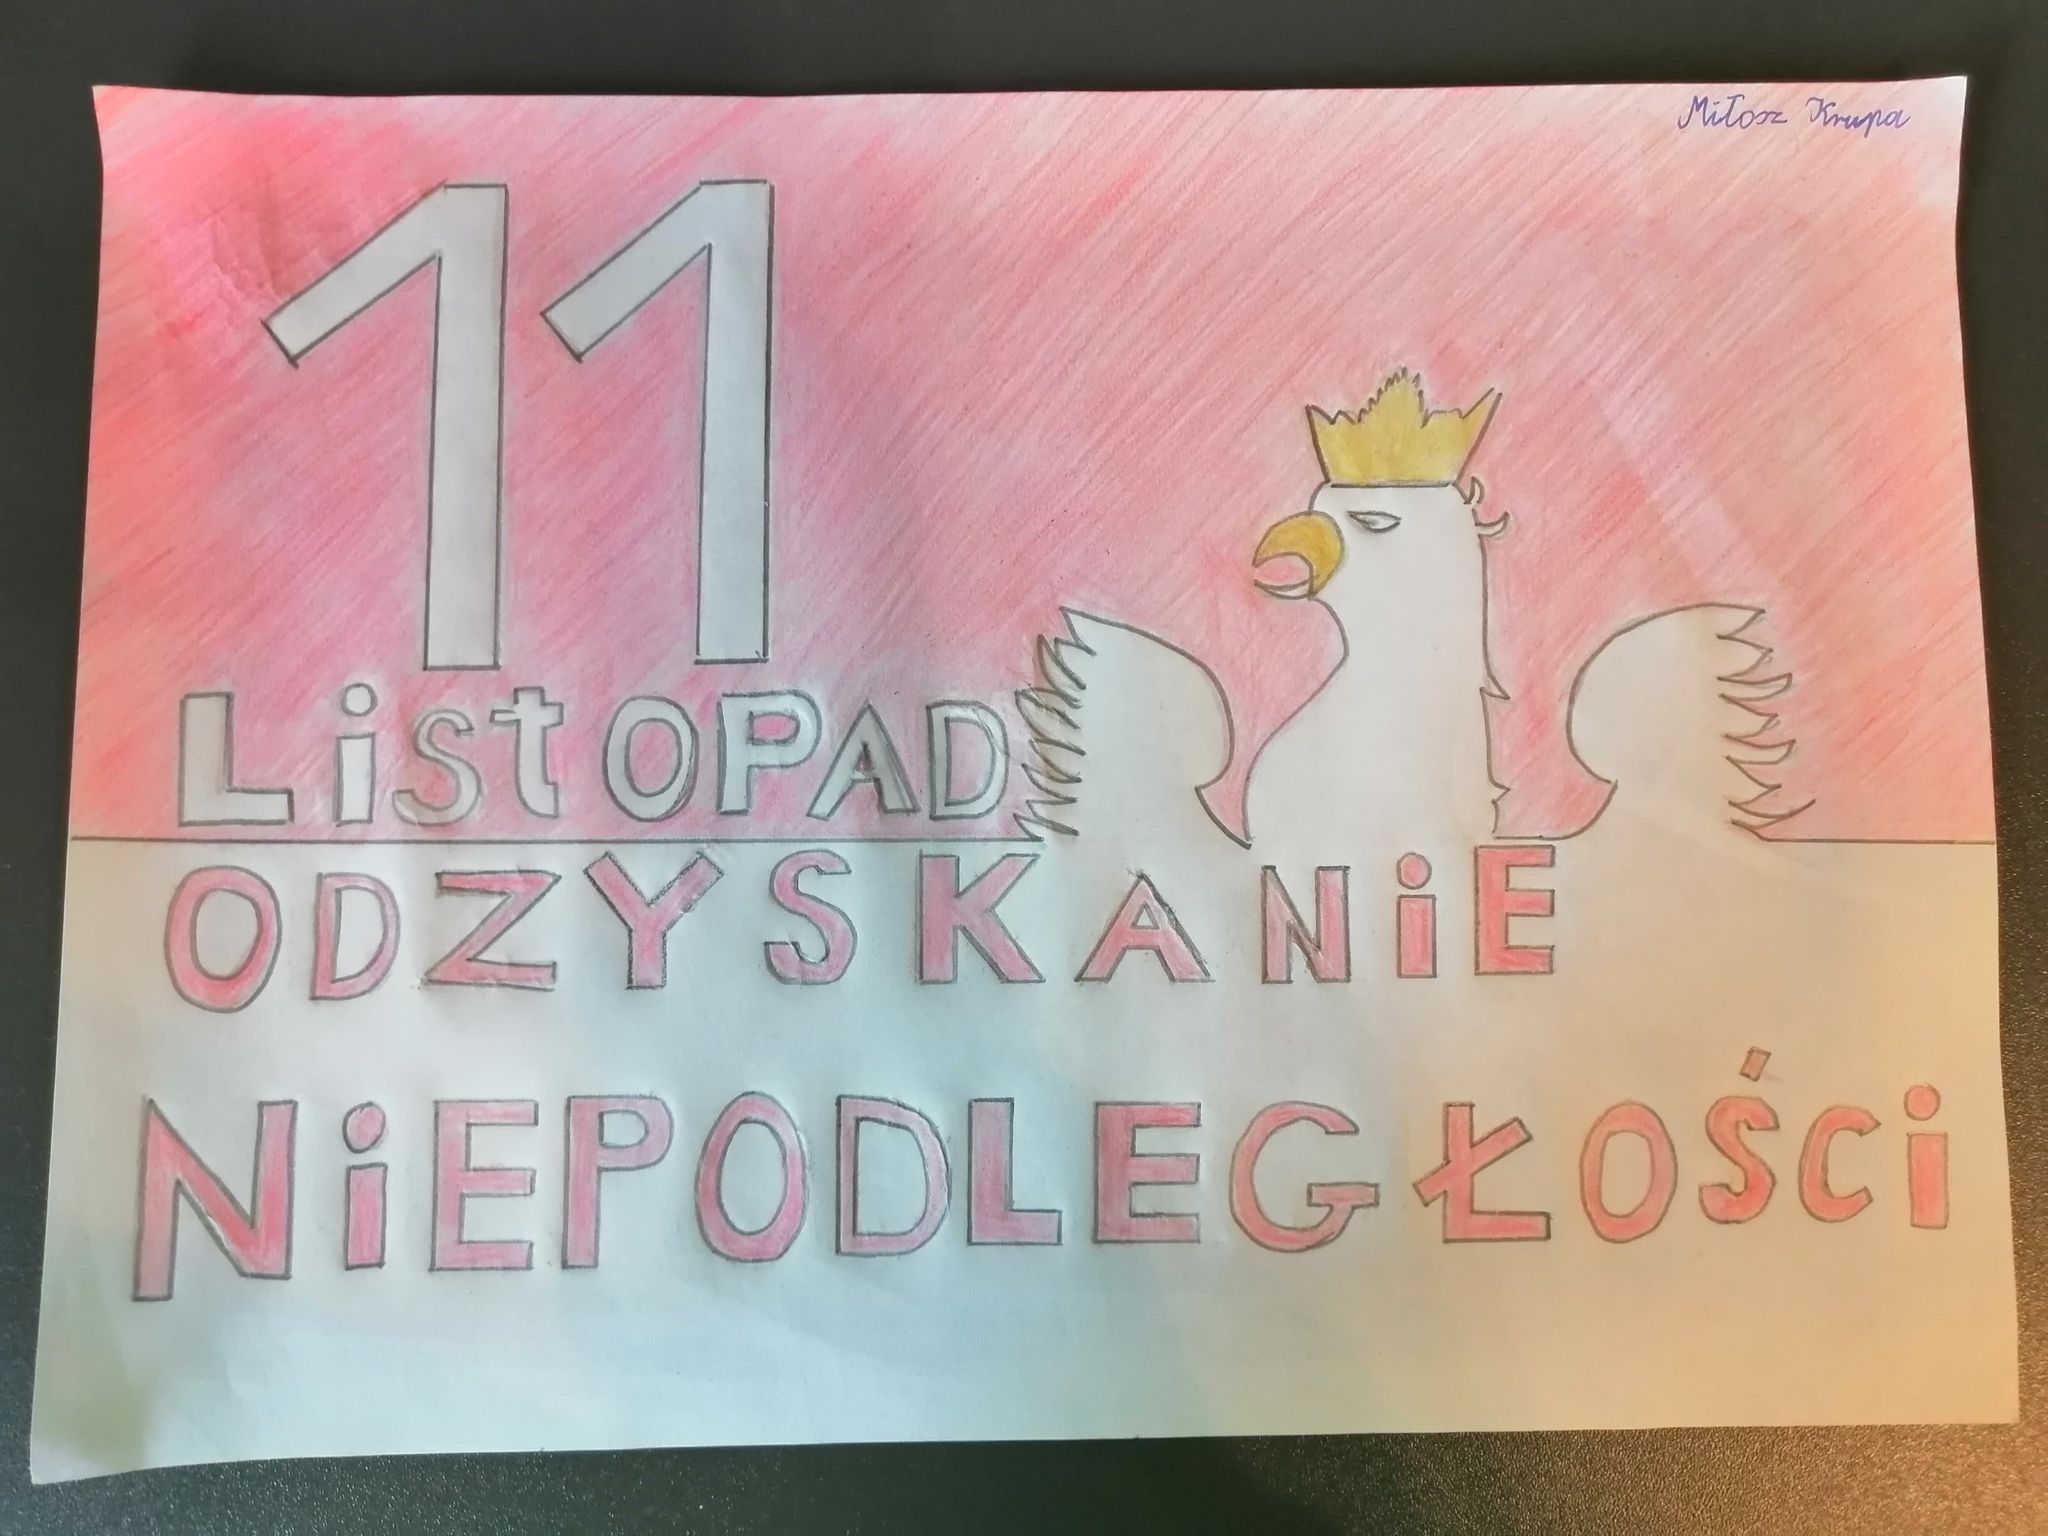 Miłosz Krupa
11
LiStOPAD
ODZYSKANiE
NiEPODLEGŁOŚCi